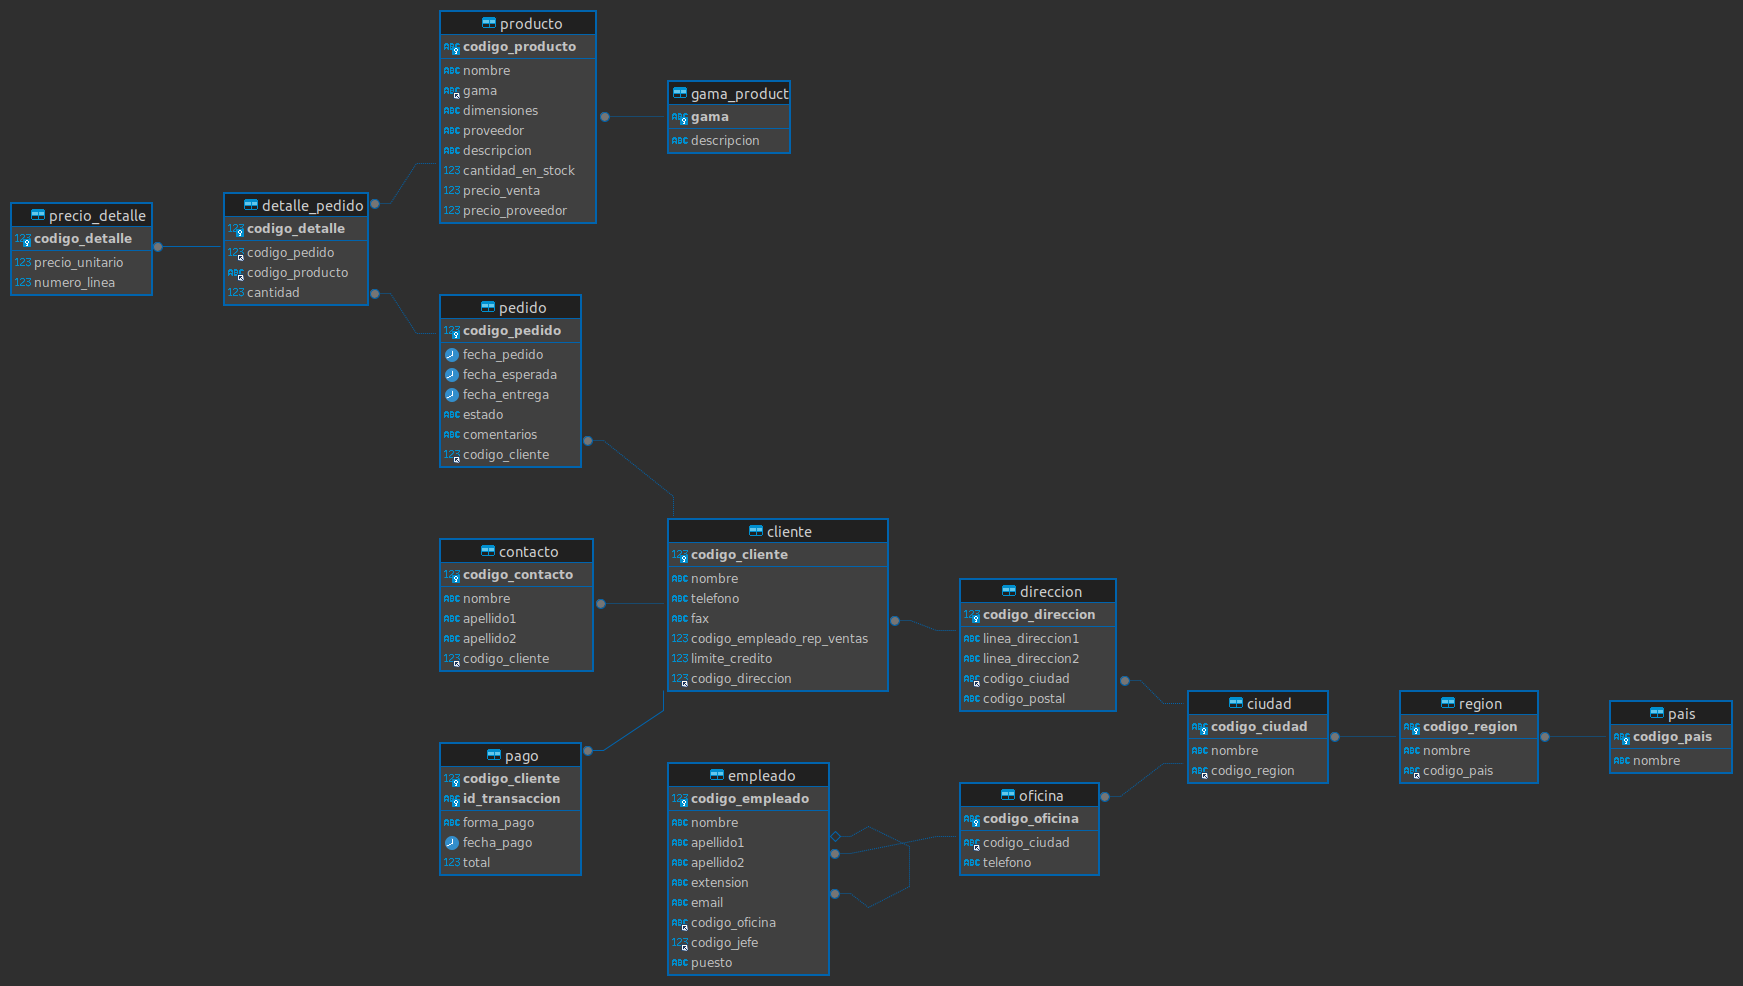 producto
codigo_producto
nombre
gama
dimensiones
proveedor
descripcion
cantidad_en_stock
precio_venta
precio_proveedor
gama_product
gama
descripcion
precio_detalle
codigo_detalle
precio_unitario
numero_linea
detalle_pedido
codigo_detalle
codigo_pedido
codigo_producto
cantidad
pedido
codigo_pedido
fecha_pedido
fecha_esperada
fecha_entrega
estado
comentarios
codigo_cliente
contacto
codigo_contacto
nombre
apellido1
apellido2
codigo_cliente
cliente
codigo_cliente
nombre
telefono
fax
codigo_empleado_rep_ventas
limite_credito
codigo_direccion
direccion
codigo_direccion
linea_direccion1
linea_direccion2
codigo_ciudad
codigo_postal
ciudad
codigo_ciudad
nombre
codigo_region
region
codigo_region
nombre
codigo_pais
pais
codigo_pais
nombre
pago
codigo_cliente
id_transaccion
forma_pago
fecha_pago
total
empleado
codigo_empleado
nombre
apellido1
apellido2
extension
email
codigo_oficina
codigo_jefe
puesto
oficina
codigo_oficina
codigo_ciudad
telefono